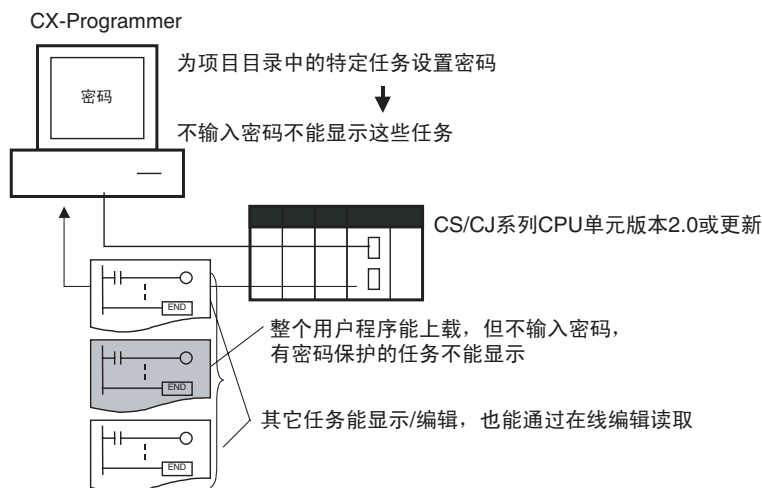 CX-Programmer
为项目目录中的特定任务设置密码
密码
不输入密码不能显示这些任务
CS/CJ系列CPU单元版本2.0或更新
END
整个用户程序能上载，但不输入密码，
有密码保护的任务不能显示
END
其它任务能显示/编辑，也能通过在线编辑读取
END